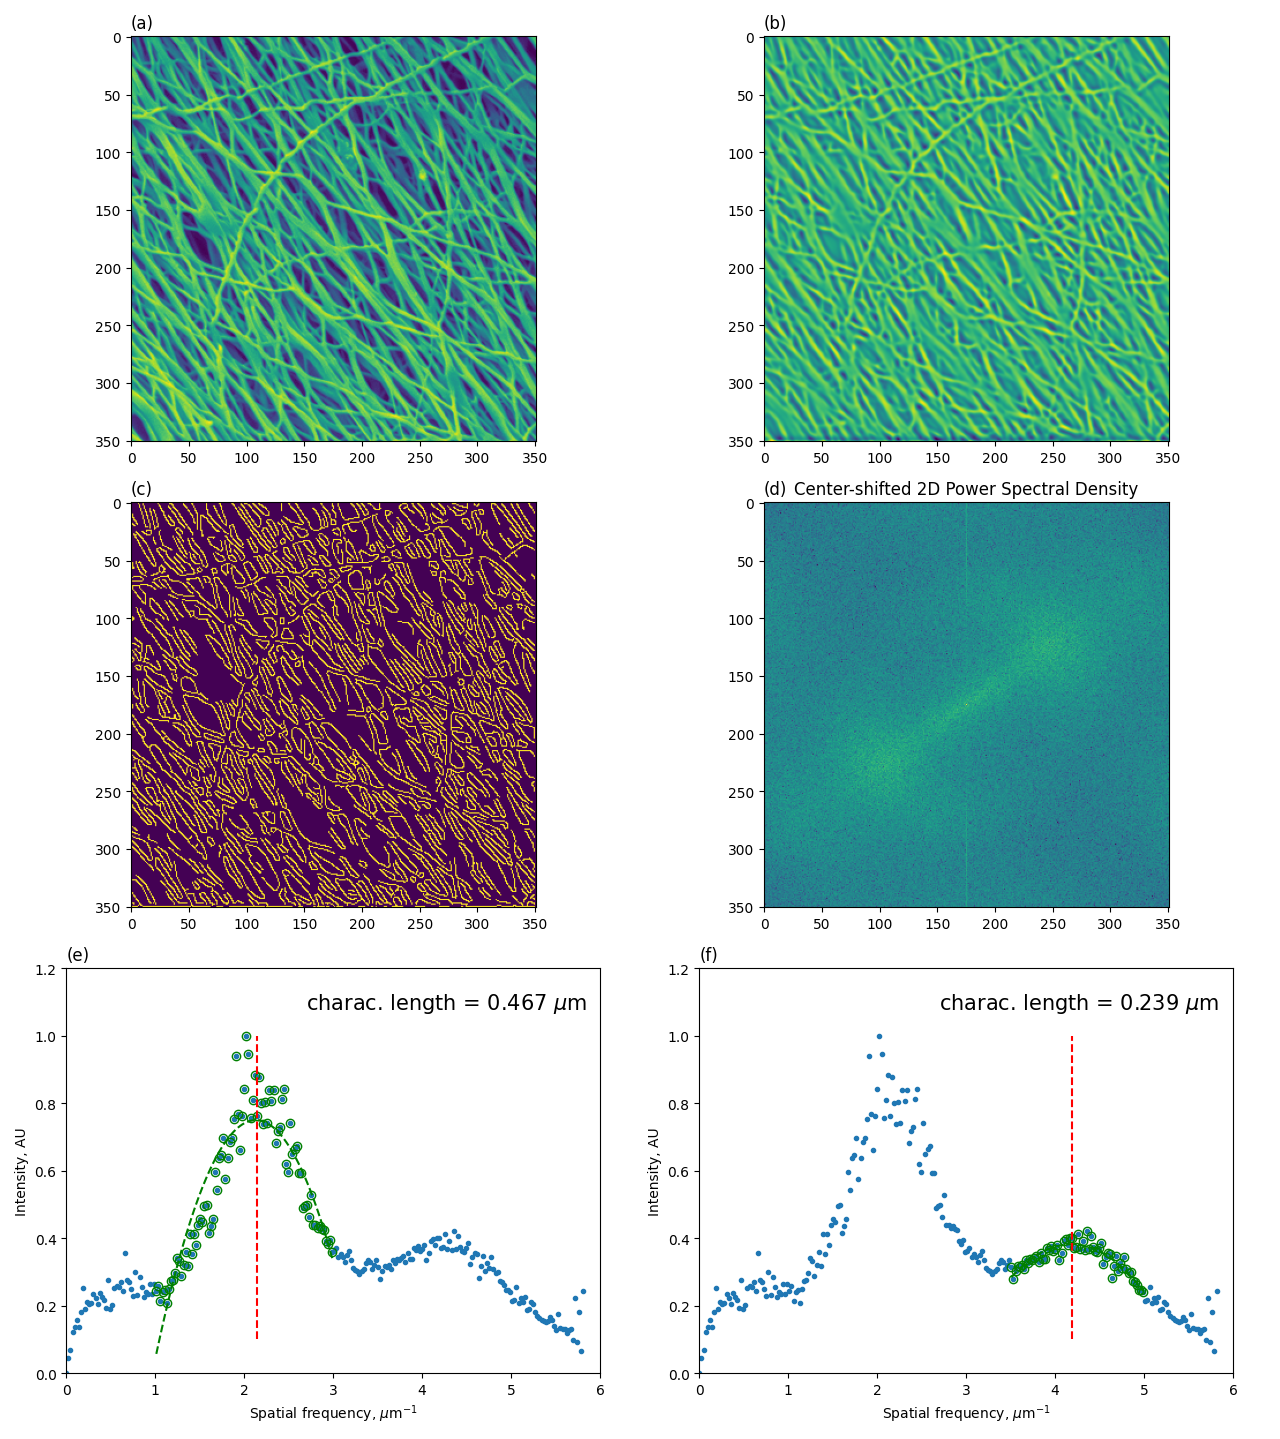 (a)
(b)
0
50
100
150
200
250
300
350
0 50 100 150 200 250 300 350
0
50
100
150
200
250
300
350
0 50 100 150 200 250 300 350
(c)
(d) Center-shifted 2D Power Spectral Density
0
50
100
150
200
250
300
350
0 50 100 150 200 250 300 350
0
50
100
150
200
250
300
350
0 50 100 150 200 250 300 350
(e)
charac. length = 0.467 μm
1.2
1.0
0.8
0.6
0.4
0.2
0.0
Intensity, AU
0 1 2 3 4 5 6
Spatial frequency, μm⁻¹
(f)
charac. length = 0.239 μm
1.2
1.0
0.8
0.6
0.4
0.2
0.0
Intensity, AU
0 1 2 3 4 5 6
Spatial frequency, μm⁻¹